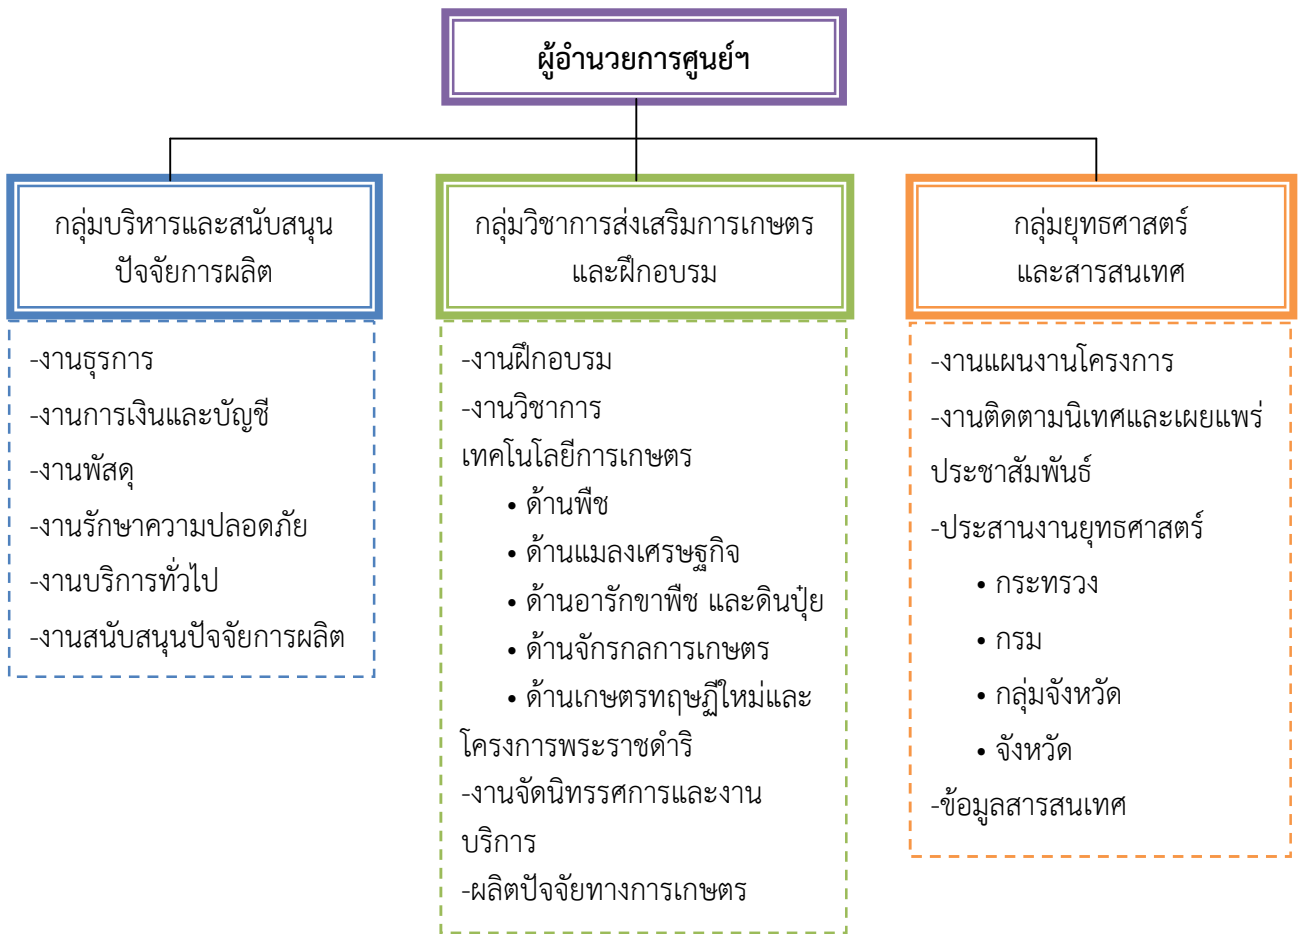 ผู้อำนวยการศูนย์ฯ
กลุ่มบริหารและสนับสนุน
ปัจจัยการผลิต
-งานธุรการ
-งานการเงินและบัญชี
-งานพัสดุ
-งานรักษาความปลอดภัย
-งานบริการทั่วไป
-งานสนับสนุนปัจจัยการผลิต
กลุ่มวิชาการส่งเสริมการเกษตร
และฝึกอบรม
-งานฝึกอบรม
-งานวิชาการ
เทคโนโลยีการเกษตร
• ด้านพืช
• ด้านแมลงเศรษฐกิจ
• ด้านอารักขาพืช และดินปุ๋ย
• ด้านจักรกลการเกษตร
• ด้านเกษตรทฤษฏีใหม่และ
โครงการพระราชดำริ
-งานจัดนิทรรศการและงาน
บริการ
-ผลิตปัจจัยทางการเกษตร
กลุ่มยุทธศาสตร์
และสารสนเทศ
-งานแผนงานโครงการ
-งานติดตามนิเทศและเผยแพร่
ประชาสัมพันธ์
-ประสานงานยุทธศาสตร์
• กระทรวง
• กรม
• กลุ่มจังหวัด
• จังหวัด
-ข้อมูลสารสนเทศ